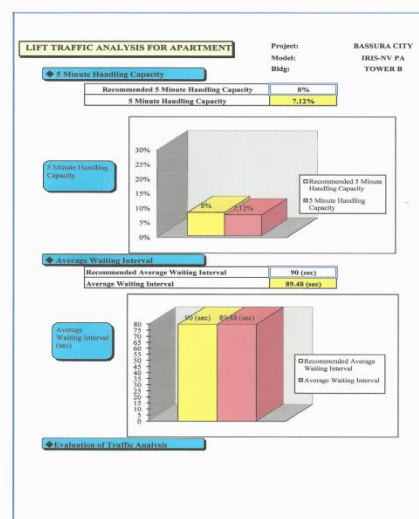 LIFT TRAFFIC ANALYSIS FOR APARTMENT
Project: BASSURA CITY
Model: IRIS-NV PA
Bldg: TOWER B
◆ 5 Minute Handling Capacity
Recommended 5 Minute Handling Capacity 8%
5 Minute Handling Capacity 7.12%
5 Minute Handling
Capacity
30%
25%
20%
15%
10%
5%
0%
8%
7,12%
Recommended 5 Minute
Handling Capacity
5 Minute Handling
Capacity
◆ Average Waiting Interval
Recommended Average Waiting Interval 90 (sec)
Average Waiting Interval 89.48 (sec)
Average
Waiting Interval
(sec)
80
75
70
65
60
55
50
45
40
35
30
25
20
15
10
5
0
90 (sec)
89,48 (sec)
Recommended Average
Waiting Interval
Average Waiting Interval
◆Evaluation of Traffic Analysis